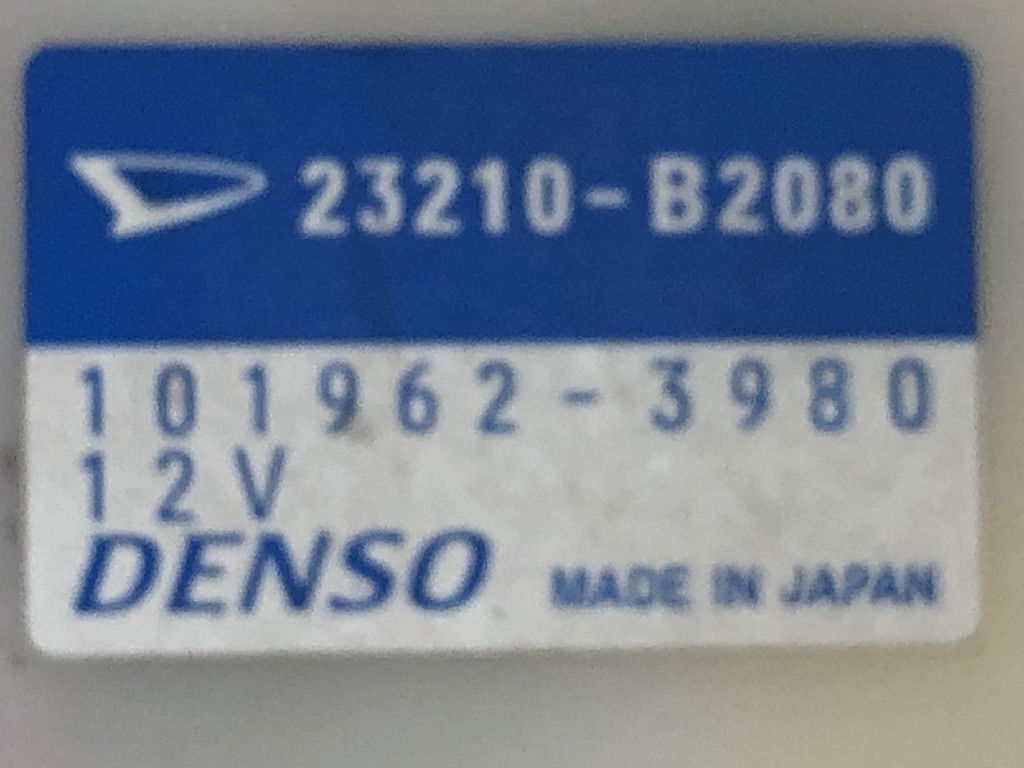 23210-B2080
101962-3980
12V
DENSO MADE IN JAPAN